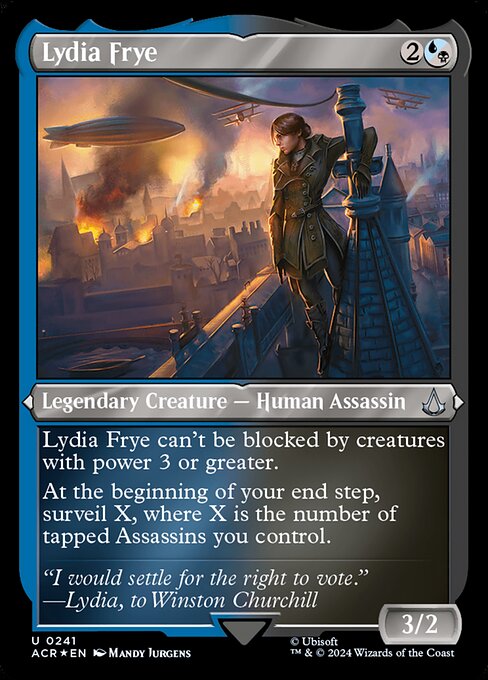 Lydia Frye 2
Legendary Creature — Human Assassin
Lydia Frye can't be blocked by creatures
with power 3 or greater.
At the beginning of your end step,
surveil X, where X is the number of
tapped Assassins you control.
"I would settle for the right to vote."
—Lydia, to Winston Churchill
3/2
U 0241
ACR★EN Mandy Jurgens
© Ubisoft
™ & © 2024 Wizards of the Coast